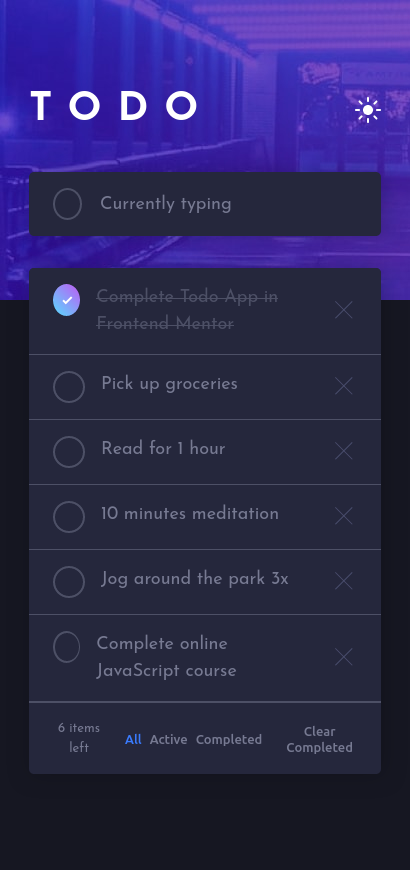 TODO
Currently typing
Complete Todo App in
Frontend Mentor
Pick up groceries
Read for 1 hour
10 minutes meditation
Jog around the park 3x
Complete online
JavaScript course
6 items
left
All Active Completed
Clear
Completed